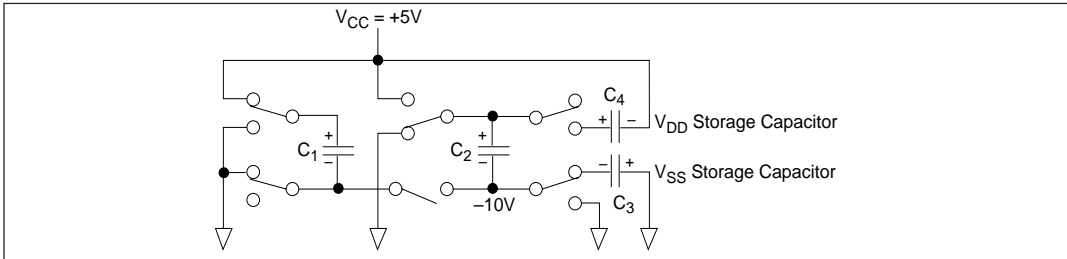 V_CC = +5V
C_4
+ −
V_DD Storage Capacitor
+
C_1
−
+
C_2
−
− +
V_SS Storage Capacitor
C_3
−10V